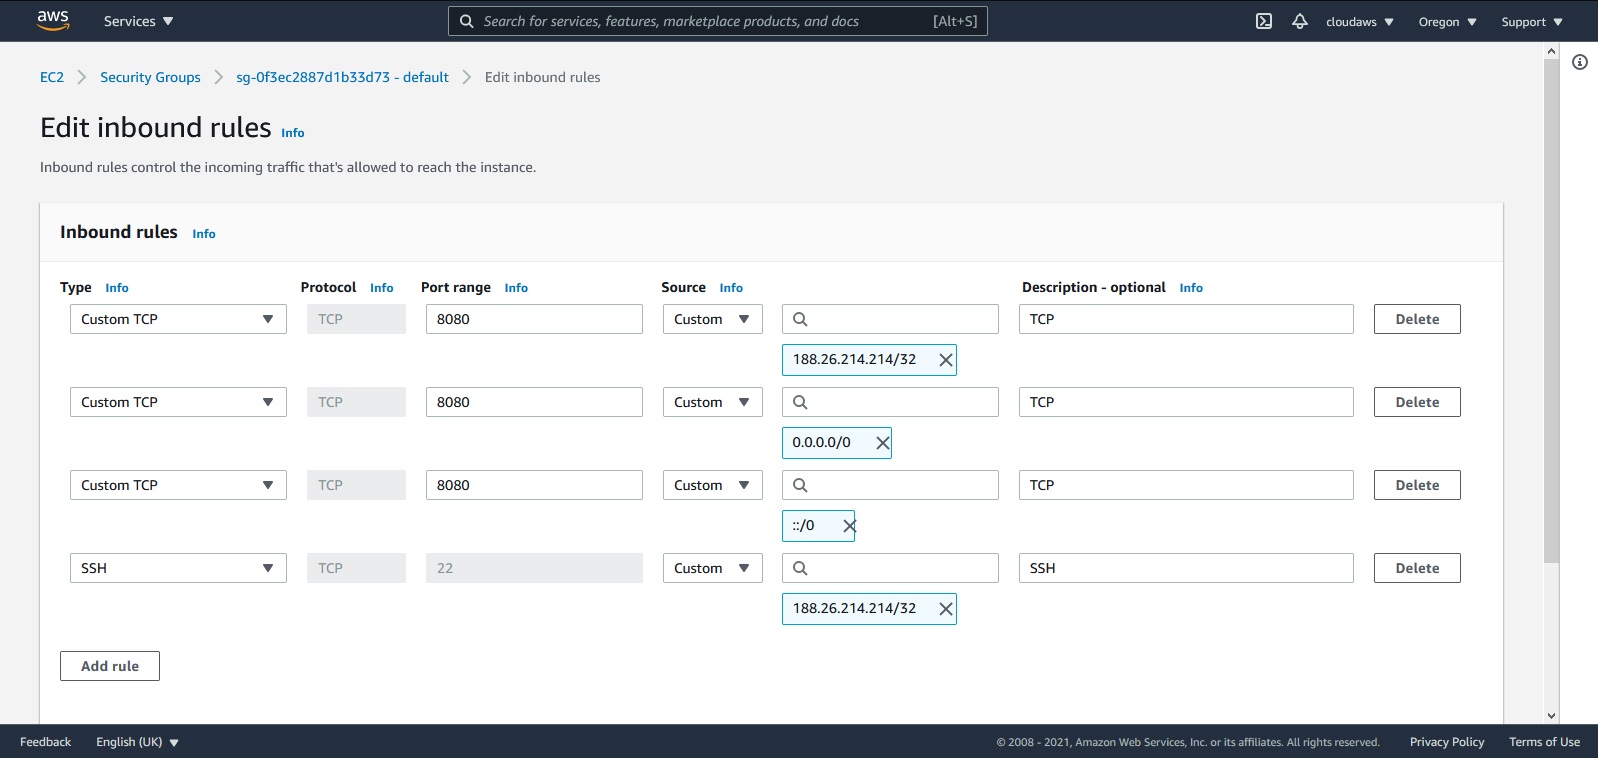 aws Services Search for services, features, marketplace products, and docs [Alt+S] cloudaws Oregon Support
EC2 Security Groups sg-0f3ec2887d1b33d73 - default Edit inbound rules
Edit inbound rules Info
Inbound rules control the incoming traffic that's allowed to reach the instance.
Inbound rules Info
Type Info Protocol Info Port range Info Source Info Description - optional Info
Custom TCP TCP 8080 Custom TCP Delete
188.26.214.214/32
Custom TCP TCP 8080 Custom TCP Delete
0.0.0.0/0
Custom TCP TCP 8080 Custom TCP Delete
::/0
SSH TCP 22 Custom SSH Delete
188.26.214.214/32
Add rule
Feedback English (UK) © 2008 - 2021, Amazon Web Services, Inc. or its affiliates. All rights reserved. Privacy Policy Terms of Use